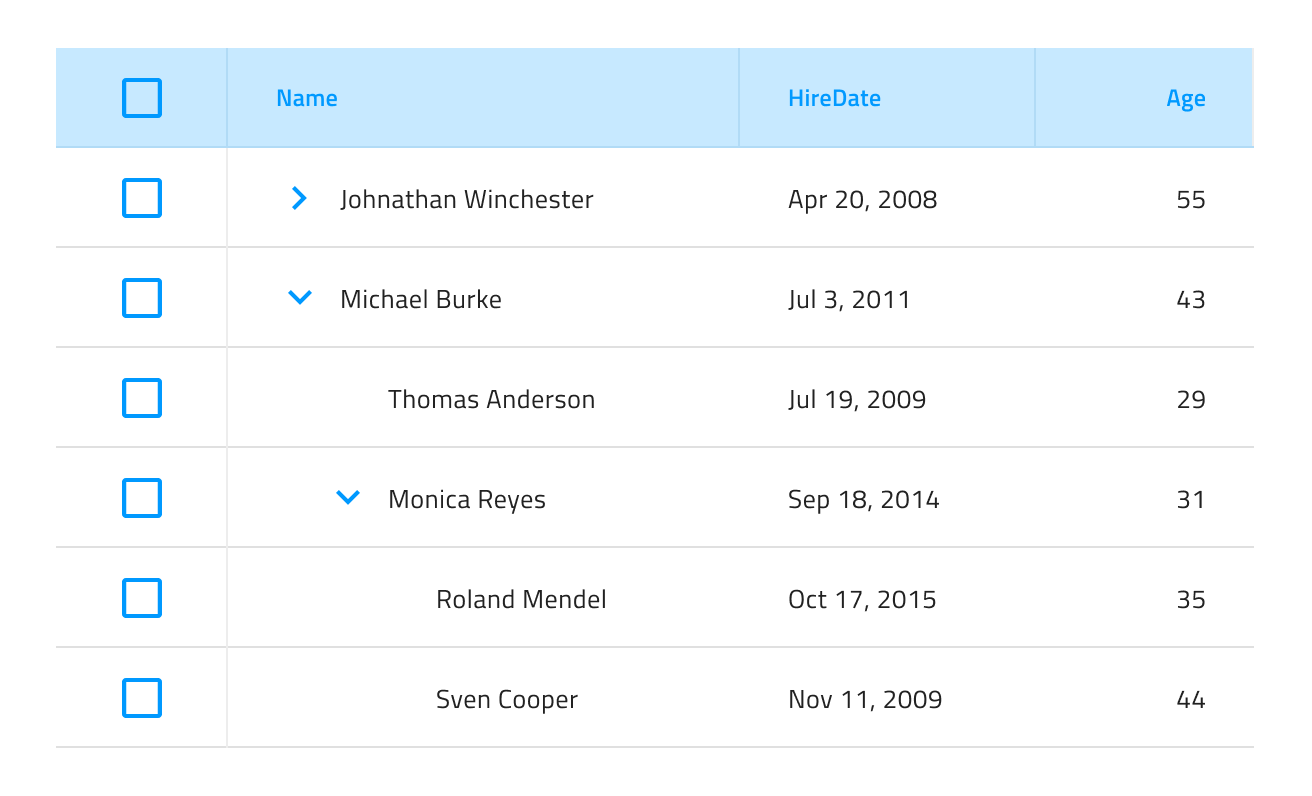 Name HireDate Age
Johnathan Winchester Apr 20, 2008 55
Michael Burke Jul 3, 2011 43
Thomas Anderson Jul 19, 2009 29
Monica Reyes Sep 18, 2014 31
Roland Mendel Oct 17, 2015 35
Sven Cooper Nov 11, 2009 44